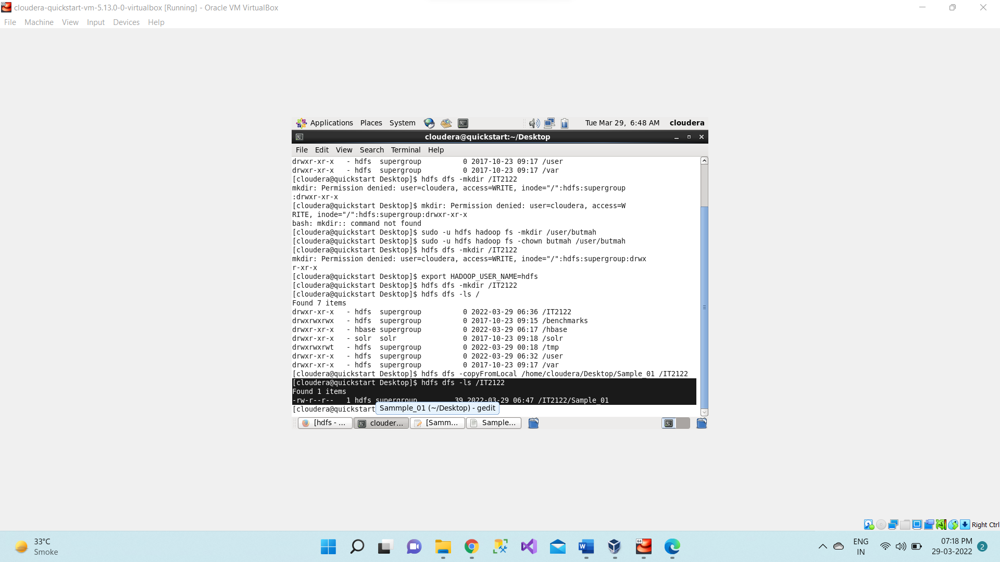 cloudera-quickstart-vm-5.13.0-0-virtualbox [Running] - Oracle VM VirtualBox
File Machine View Input Devices Help
Applications Places System Tue Mar 29, 6:48 AM cloudera
cloudera@quickstart:~/Desktop
File Edit View Search Terminal Help
drwxr-xr-x   - hdfs  supergroup          0 2017-10-23 09:17 /user
drwxr-xr-x   - hdfs  supergroup          0 2017-10-23 09:17 /var
[cloudera@quickstart Desktop]$ hdfs dfs -mkdir /IT2122
mkdir: Permission denied: user=cloudera, access=WRITE, inode="/":hdfs:supergroup
:drwxr-xr-x
[cloudera@quickstart Desktop]$ mkdir: Permission denied: user=cloudera, access=W
RITE, inode="/":hdfs:supergroup:drwxr-xr-x
bash: mkdir:: command not found
[cloudera@quickstart Desktop]$ sudo -u hdfs hadoop fs -mkdir /user/butmah
[cloudera@quickstart Desktop]$ sudo -u hdfs hadoop fs -chown butmah /user/butmah
[cloudera@quickstart Desktop]$ hdfs dfs -mkdir /IT2122
mkdir: Permission denied: user=cloudera, access=WRITE, inode="/":hdfs:supergroup:drwx
r-xr-x
[cloudera@quickstart Desktop]$ export HADOOP_USER_NAME=hdfs
[cloudera@quickstart Desktop]$ hdfs dfs -mkdir /IT2122
[cloudera@quickstart Desktop]$ hdfs dfs -ls /
Found 7 items
drwxr-xr-x   - hdfs  supergroup          0 2022-03-29 06:36 /IT2122
drwxrwxrwx   - hdfs  supergroup          0 2017-10-23 09:15 /benchmarks
drwxr-xr-x   - hbase supergroup          0 2022-03-29 06:17 /hbase
drwxr-xr-x   - solr  solr                0 2017-10-23 09:18 /solr
drwxrwxrwt   - hdfs  supergroup          0 2022-03-29 00:18 /tmp
drwxr-xr-x   - hdfs  supergroup          0 2022-03-29 06:32 /user
drwxr-xr-x   - hdfs  supergroup          0 2017-10-23 09:17 /var
[cloudera@quickstart Desktop]$ hdfs dfs -copyFromLocal /home/cloudera/Desktop/Sample_01 /IT2122
[cloudera@quickstart Desktop]$ hdfs dfs -ls /IT2122
Found 1 items
-rw-r--r--   1 hdfs supergroup         39 2022-03-29 06:47 /IT2122/Sample_01
[cloudera@quickstart
Sammple_01 (~/Desktop) - gedit
[hdfs - ... clouder... [Samm... Sample...
Right Ctrl
33°C
Smoke
64
ENG
IN
07:18 PM
29-03-2022
2